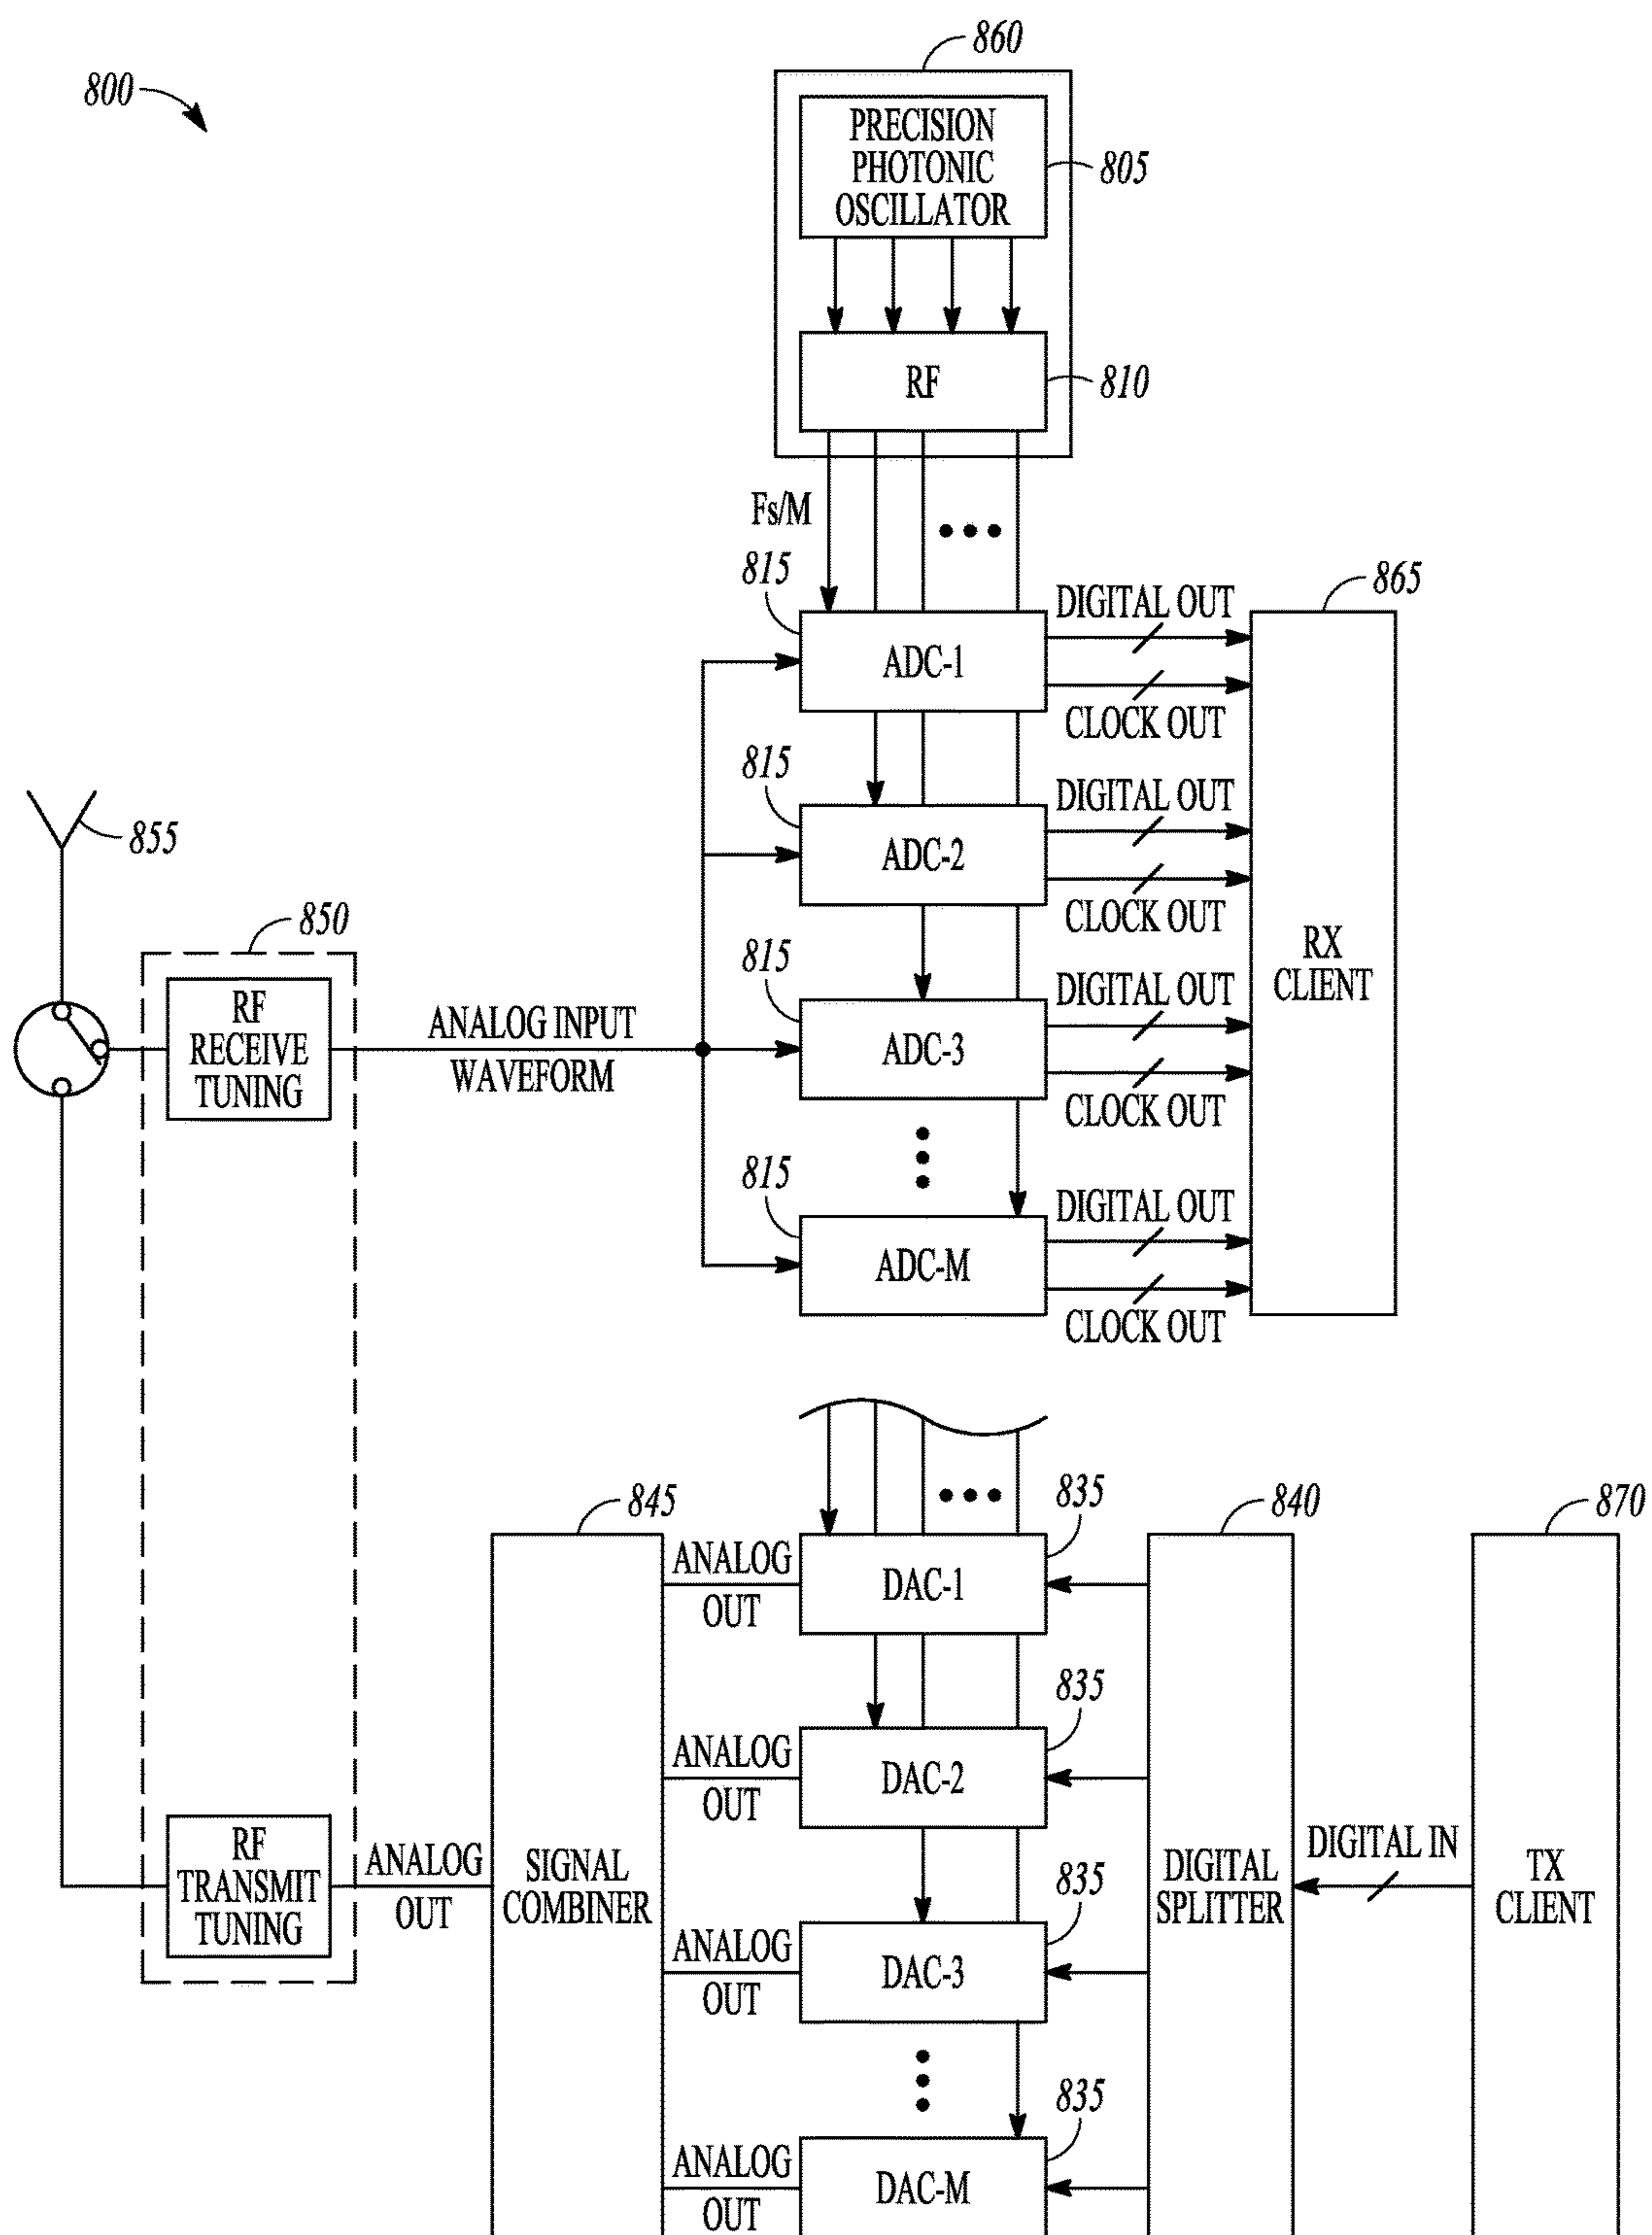 860
800
PRECISION
PHOTONIC
OSCILLATOR
805
RF
810
Fs/M
815
DIGITAL OUT
865
ADC-1
CLOCK OUT
815
DIGITAL OUT
855
ADC-2
CLOCK OUT
850
815
DIGITAL OUT
RX
CLIENT
RF
RECEIVE
TUNING
ANALOG INPUT
WAVEFORM
ADC-3
CLOCK OUT
815
DIGITAL OUT
ADC-M
CLOCK OUT
845
835
840
870
ANALOG
OUT
DAC-1
835
ANALOG
OUT
DAC-2
RF
TRANSMIT
TUNING
ANALOG
OUT
SIGNAL
COMBINER
835
DIGITAL
SPLITTER
DIGITAL IN
TX
CLIENT
ANALOG
OUT
DAC-3
835
ANALOG
OUT
DAC-M